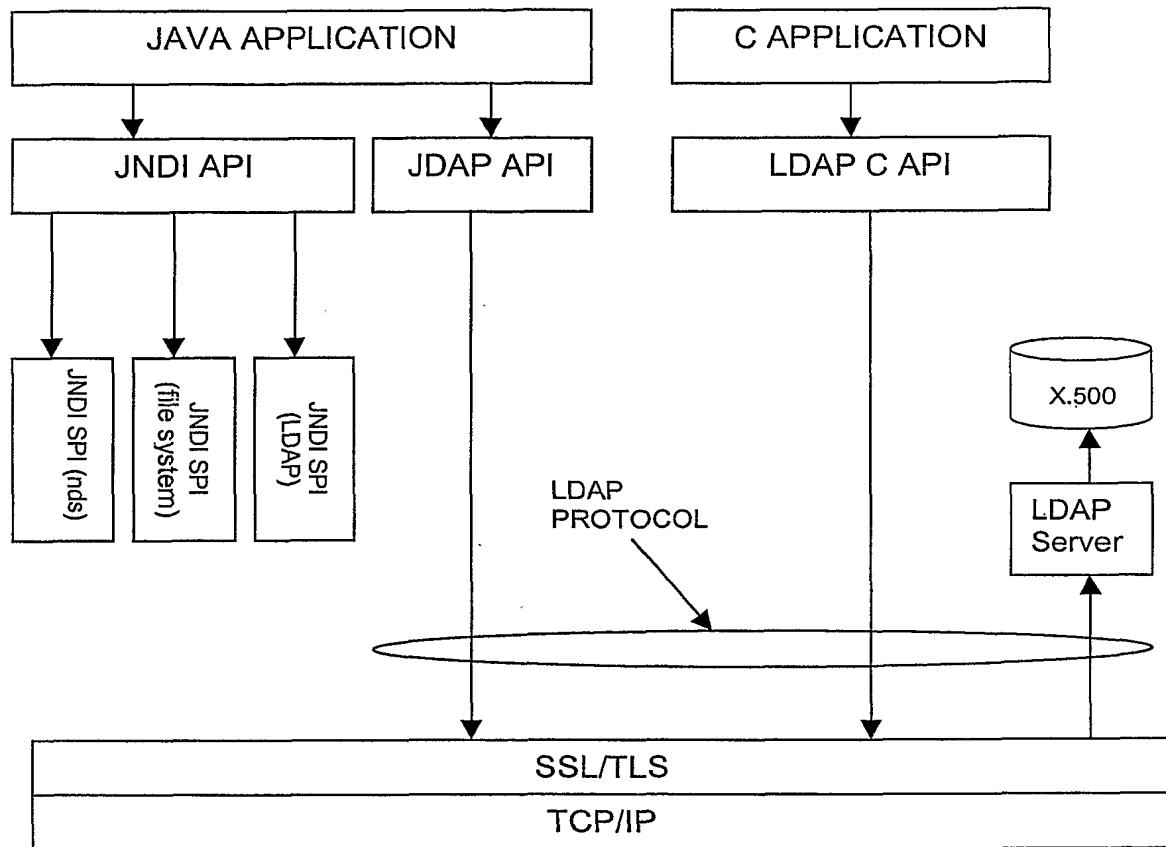 JAVA APPLICATION
C APPLICATION
JNDI API
JDAP API
LDAP C API
JNDI SPI (nds)
JNDI SPI
(file system)
JNDI SPI
(LDAP)
X.500
LDAP
PROTOCOL
LDAP
Server
SSL/TLS
TCP/IP